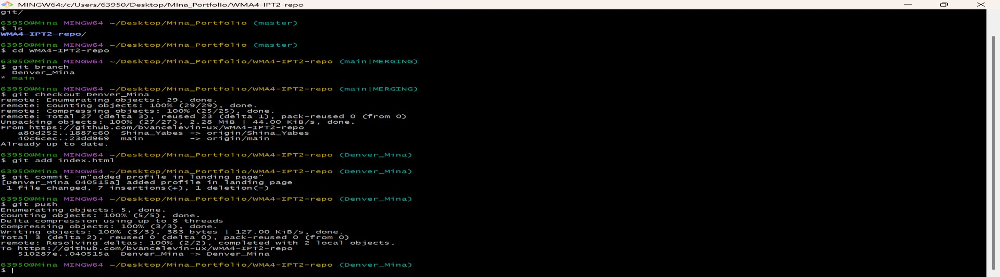 MINGW64:/c/Users/63950/Desktop/Mina_Portfolio/WMA4-IPT2-repo
git/
63950@Mina MINGW64 ~/Desktop/Mina_Portfolio (master)
$ ls
WMA4-IPT2-repo/
63950@Mina MINGW64 ~/Desktop/Mina_Portfolio (master)
$ cd WMA4-IPT2-repo
63950@Mina MINGW64 ~/Desktop/Mina_Portfolio/WMA4-IPT2-repo (main|MERGING)
$ git branch
  Denver_Mina
* main
63950@Mina MINGW64 ~/Desktop/Mina_Portfolio/WMA4-IPT2-repo (main|MERGING)
$ git checkout Denver_Mina
remote: Enumerating objects: 29, done.
remote: Counting objects: 100% (29/29), done.
remote: Compressing objects: 100% (25/25), done.
remote: Total 27 (delta 3), reused 23 (delta 1), pack-reused 0 (from 0)
Unpacking objects: 100% (27/27), 2.28 MiB | 44.00 KiB/s, done.
From https://github.com/bvancelevin-ux/WMA4-IPT2-repo
   a80d252..1887c60  Shina_Yabes -> origin/Shina_Yabes
   40c6cec..23dd969  main        -> origin/main
Already up to date.
63950@Mina MINGW64 ~/Desktop/Mina_Portfolio/WMA4-IPT2-repo (Denver_Mina)
$ git add index.html
63950@Mina MINGW64 ~/Desktop/Mina_Portfolio/WMA4-IPT2-repo (Denver_Mina)
$ git commit -m"added profile in landing page"
[Denver_Mina 040515a] added profile in landing page
 1 file changed, 7 insertions(+), 1 deletion(-)
63950@Mina MINGW64 ~/Desktop/Mina_Portfolio/WMA4-IPT2-repo (Denver_Mina)
$ git push
Enumerating objects: 5, done.
Counting objects: 100% (5/5), done.
Delta compression using up to 8 threads
Compressing objects: 100% (3/3), done.
Writing objects: 100% (3/3), 383 bytes | 127.00 KiB/s, done.
Total 3 (delta 2), reused 0 (delta 0), pack-reused 0 (from 0)
remote: Resolving deltas: 100% (2/2), completed with 2 local objects.
To https://github.com/bvancelevin-ux/WMA4-IPT2-repo
   510287e..040515a  Denver_Mina -> Denver_Mina
63950@Mina MINGW64 ~/Desktop/Mina_Portfolio/WMA4-IPT2-repo (Denver_Mina)
$